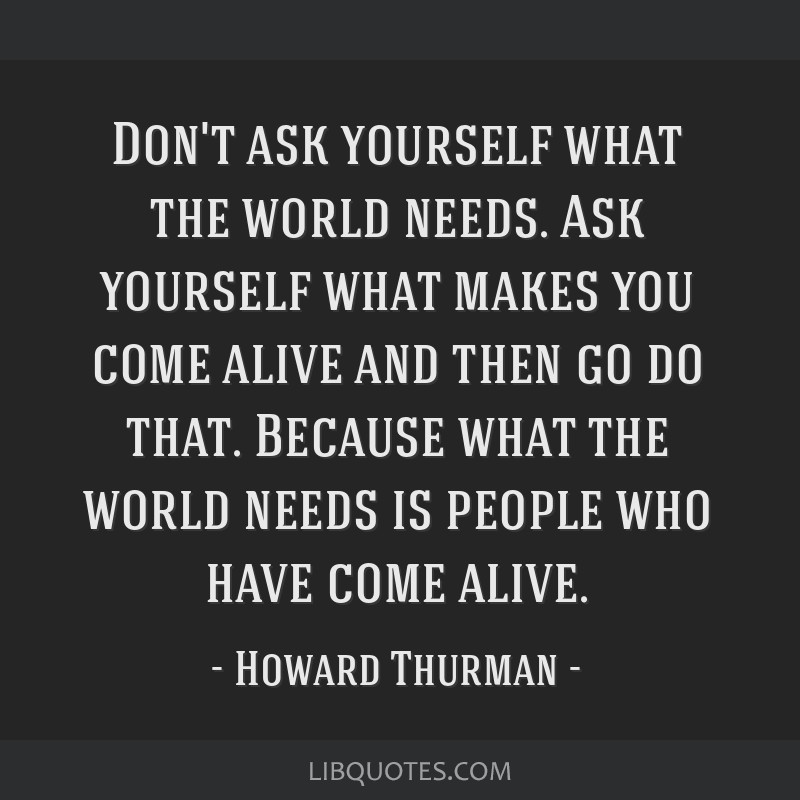 Don't ask yourself what
the world needs. Ask
yourself what makes you
come alive and then go do
that. Because what the
world needs is people who
have come alive.
- Howard Thurman -
LIBQUOTES.COM